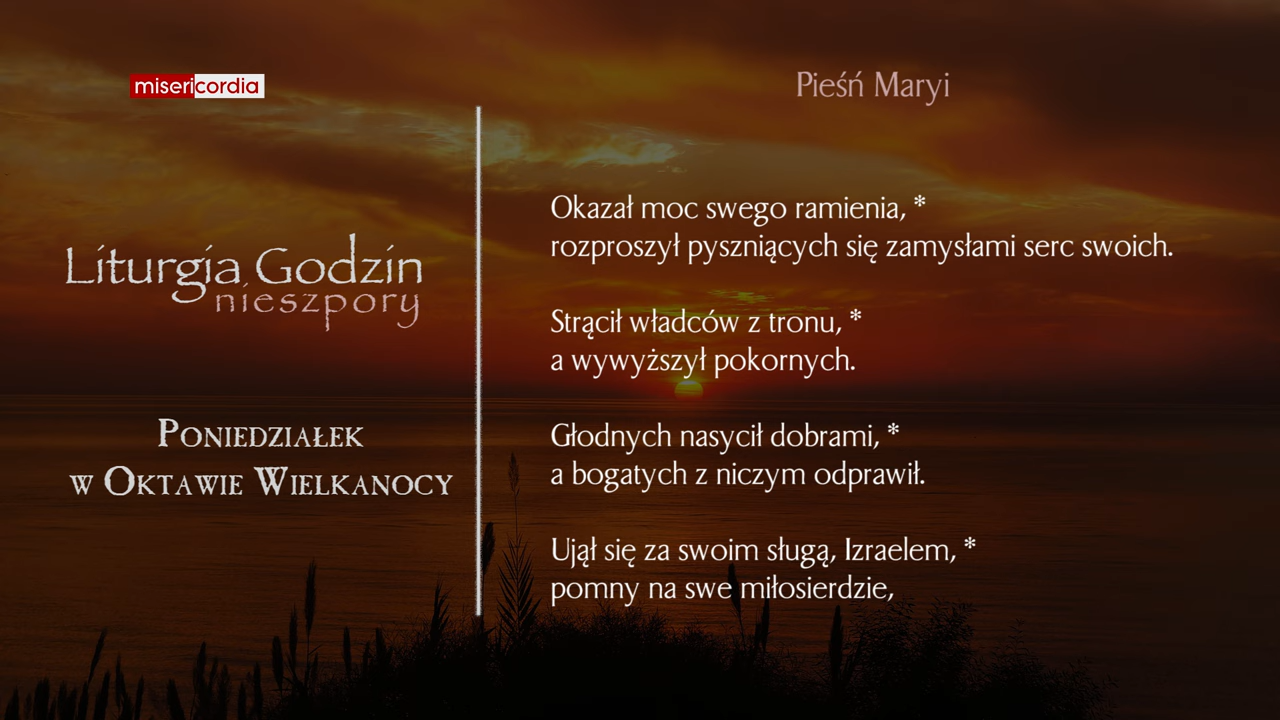 misericordia
Liturgia Godzin
nieszpory
Poniedziałek
w Oktawie Wielkanocy
Pieśń Maryi
Okazał moc swego ramienia, *
rozproszył pyszniących się zamysłami serc swoich.
Strącił władców z tronu, *
a wywyższył pokornych.
Głodnych nasycił dobrami, *
a bogatych z niczym odprawił.
Ujął się za swoim sługą, Izraelem, *
pomny na swe miłosierdzie,